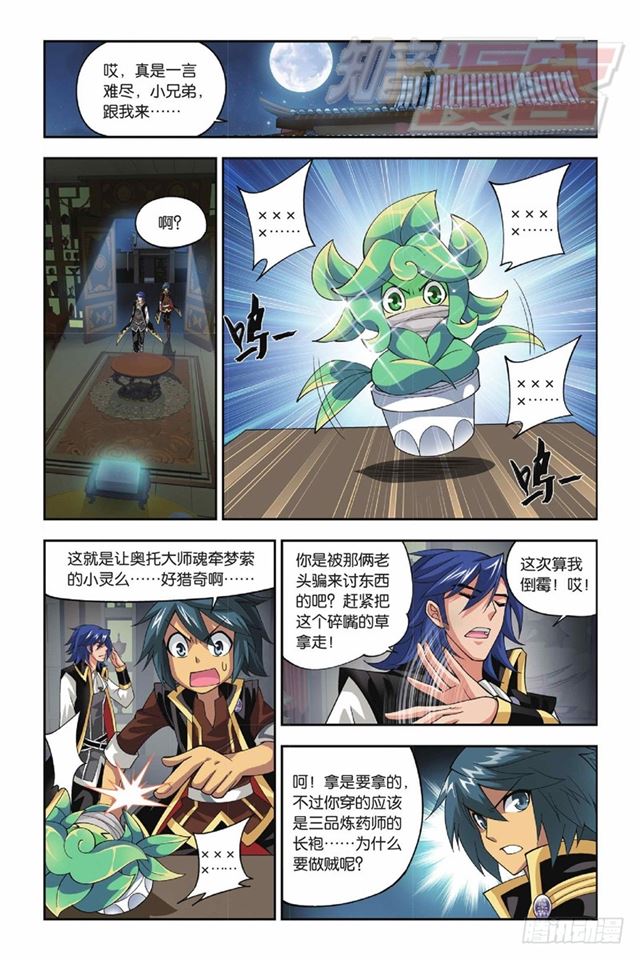 哎，真是一言
难尽，小兄弟，
跟我来……
知音
漫客
啊？
×××
×……
×××
×……
呜—
×××
×……
呜—
这就是让奥托大师魂牵梦萦
的小灵么……好猎奇啊……
×××
×……
你是被那俩老
头骗来讨东西
的吧？赶紧把
这个碎嘴的草
拿走！
这次算我
倒霉！哎！
呵！拿是要拿的，
不过你穿的应该
是三品炼药师的
长袍……为什么
要做贼呢？
腾讯动漫